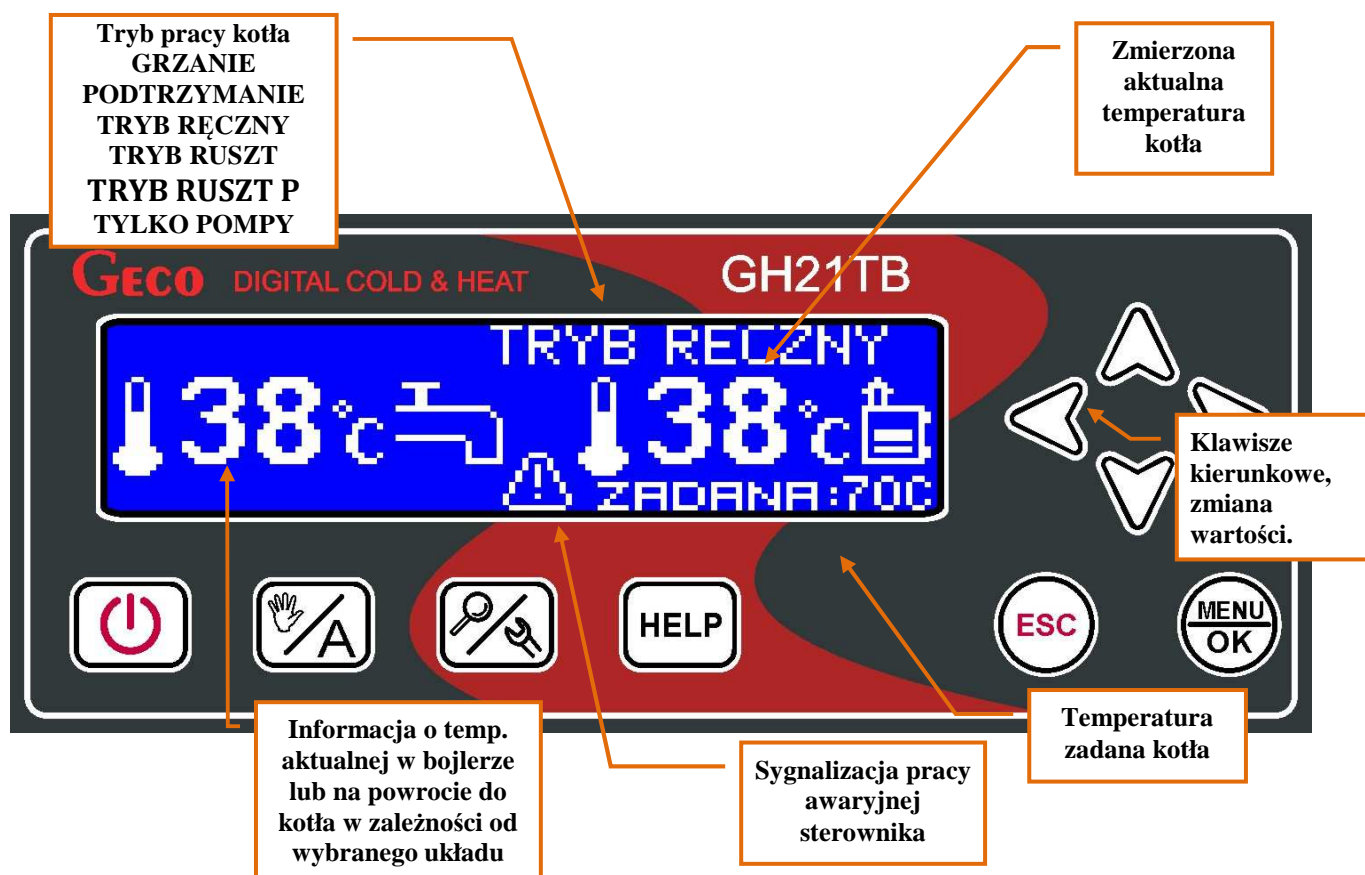 Tryb pracy kotła
GRZANIE
PODTRZYMANIE
TRYB RĘCZNY
TRYB RUSZT
TRYB RUSZT P
TYLKO POMPY
Zmierzona
aktualna
temperatura
kotła
GECO DIGITAL COLD & HEAT
GH21TB
TRYB RECZNY
38°C
38°C
ZADANA:70C
Klawisze
kierunkowe,
zmiana
wartości.
A
HELP
ESC
MENU
OK
Informacja o temp.
aktualnej w bojlerze
lub na powrocie do
kotła w zależności od
wybranego układu
Sygnalizacja pracy
awaryjnej
sterownika
Temperatura
zadana kotła